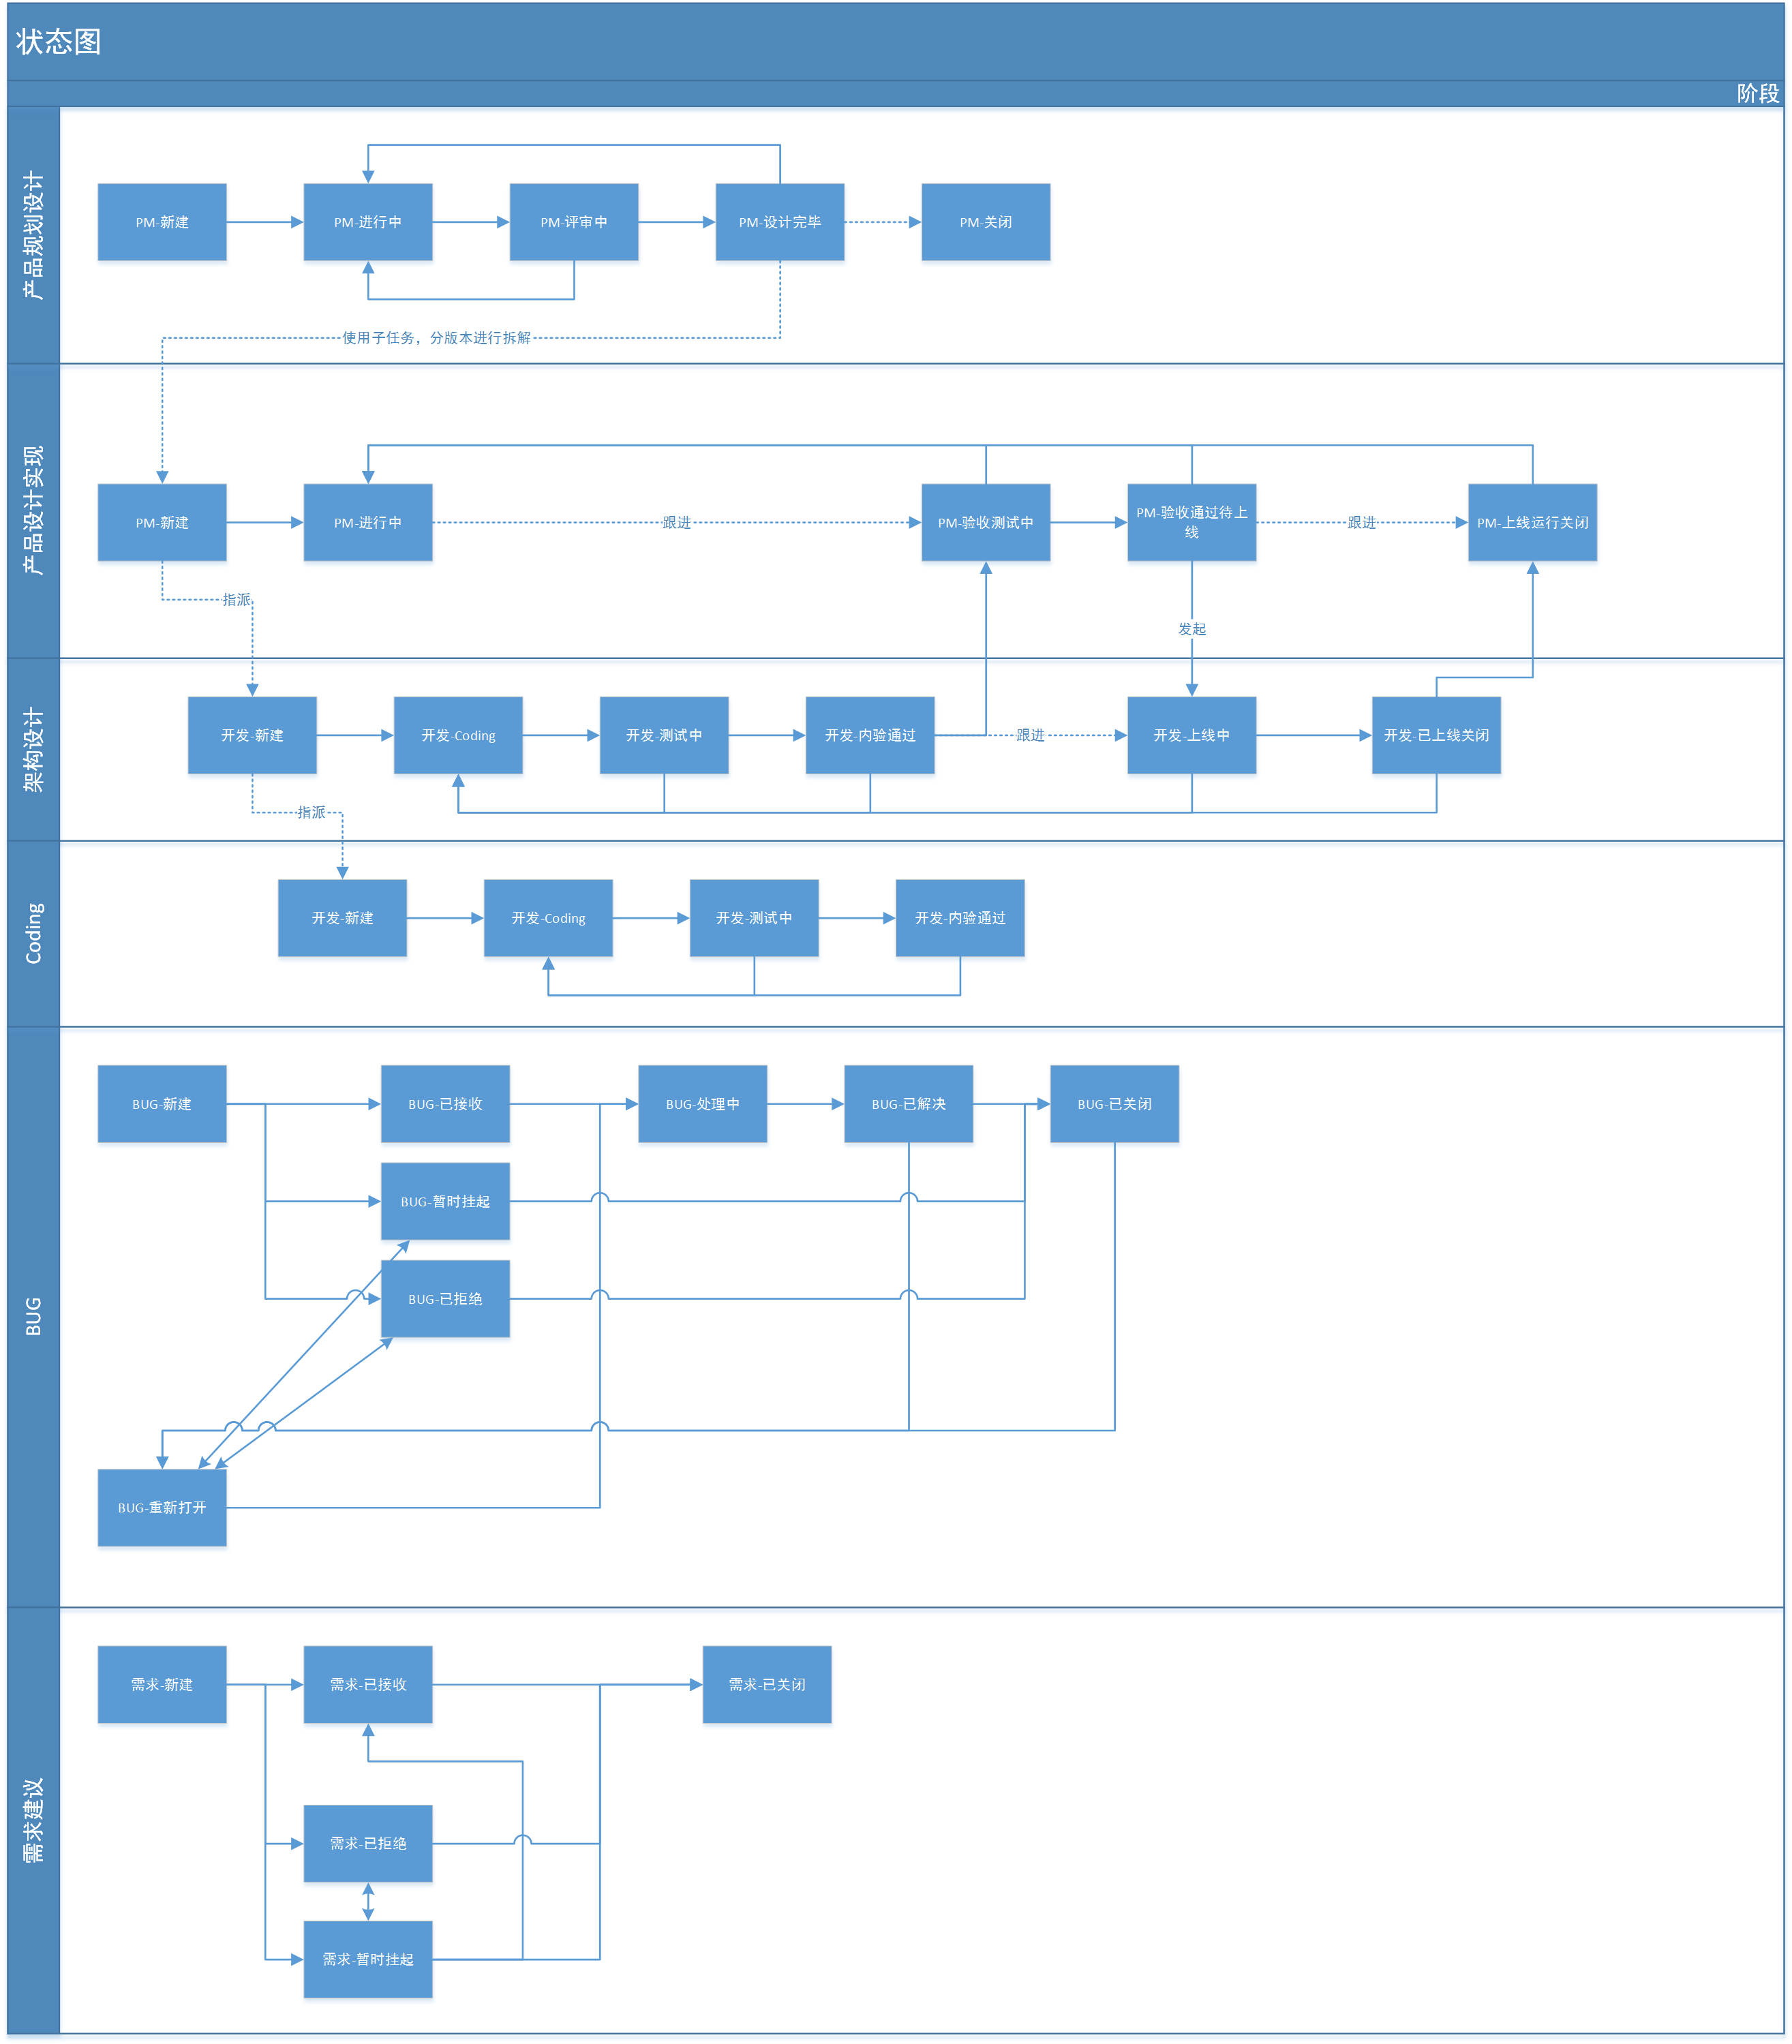 状态图
阶段
产品规划设计
PM-新建
PM-进行中
PM-评审中
PM-设计完毕
PM-关闭
使用子任务，分版本进行拆解
产品设计实现
PM-新建
PM-进行中
跟进
PM-验收测试中
PM-验收通过待上
线
跟进
PM-上线运行关闭
指派
发起
架构设计
开发-新建
开发-Coding
开发-测试中
开发-内验通过
跟进
开发-上线中
开发-已上线关闭
指派
Coding
开发-新建
开发-Coding
开发-测试中
开发-内验通过
BUG
BUG-新建
BUG-已接收
BUG-处理中
BUG-已解决
BUG-已关闭
BUG-暂时挂起
BUG-已拒绝
BUG-重新打开
需求建议
需求-新建
需求-已接收
需求-已关闭
需求-已拒绝
需求-暂时挂起